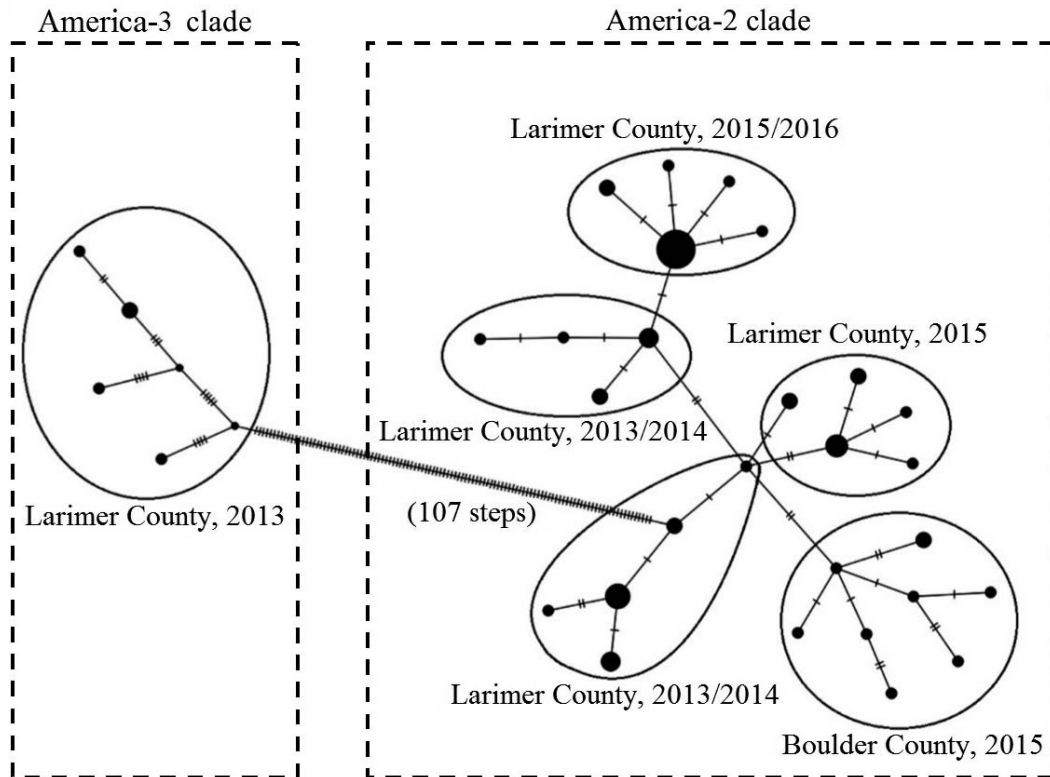 America-3 clade
America-2 clade
Larimer County, 2015/2016
Larimer County, 2015
Larimer County, 2013/2014
Larimer County, 2013
(107 steps)
Larimer County, 2013/2014
Boulder County, 2015